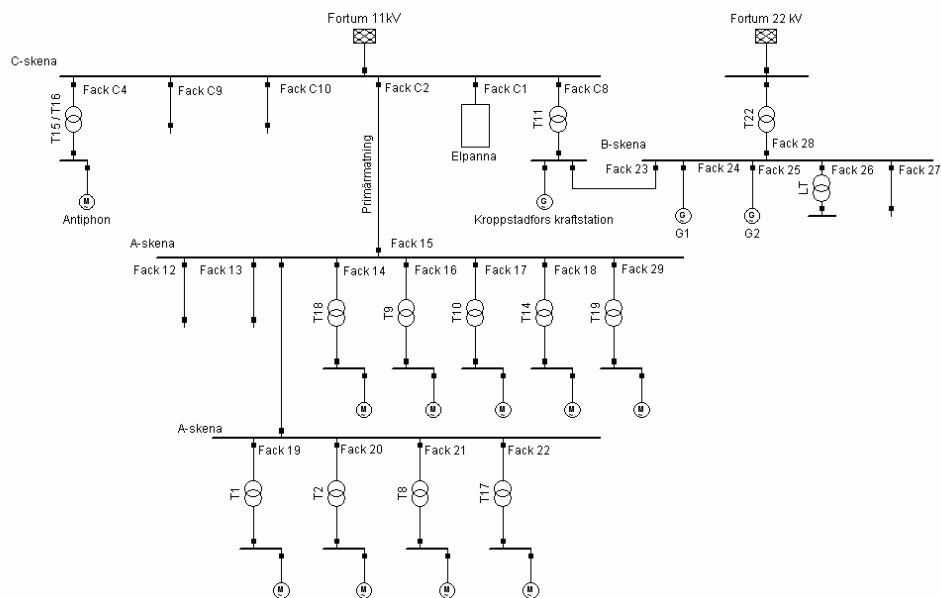 Fortum 11kV
Fortum 22 kV
C-skena
Fack C4
Fack C9
Fack C10
Fack C2
Fack C1
Fack C8
T15 / T16
T11
T22
Elpanna
Fack 28
B-skena
Fack 23
Fack 24
Fack 25
Fack 26
Fack 27
LT
M
Antiphon
Primärmatning
G
Kroppstadfors kraftstation
G
G1
G
G2
A-skena
Fack 15
Fack 12
Fack 13
Fack 14
Fack 16
Fack 17
Fack 18
Fack 29
T18
T9
T10
T14
T19
M
M
M
M
M
A-skena
Fack 19
Fack 20
Fack 21
Fack 22
T1
T2
T8
T17
M
M
M
M